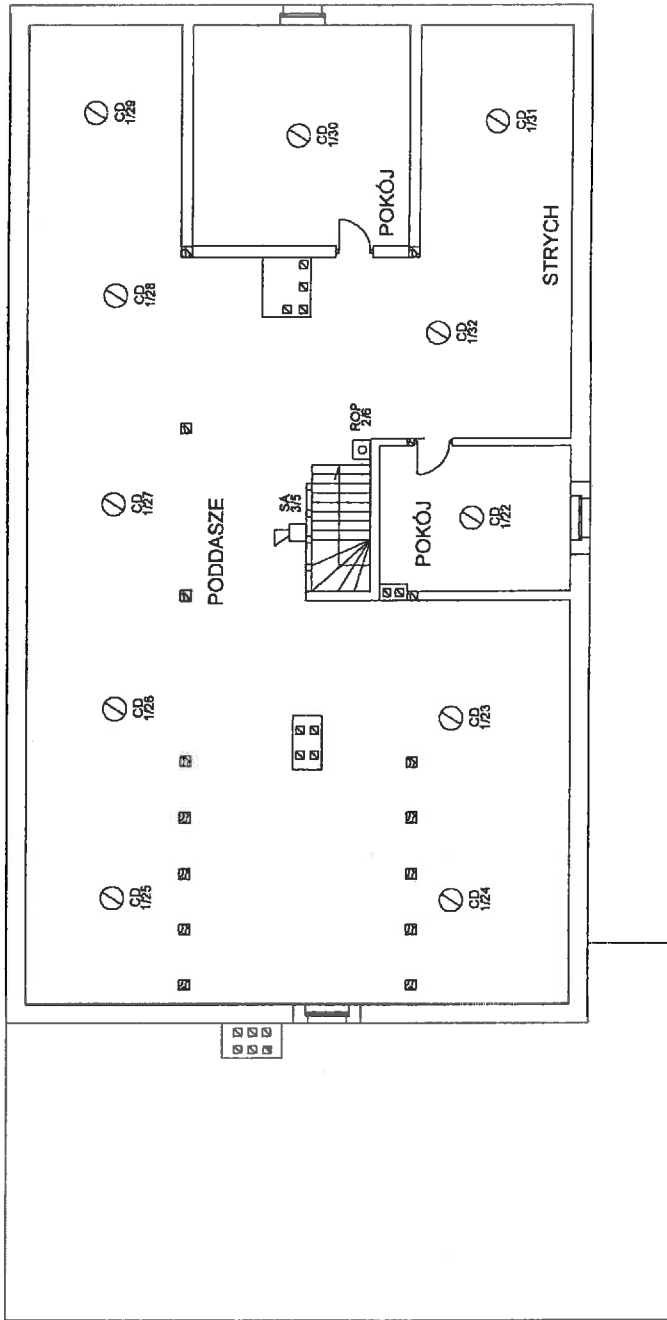 CD
1/29
CD
1/30
CD
1/31
POKÓJ
STRYCH
CD
1/28
CD
1/32
ROP
2/6
CD
1/27
SA
3/5
PODDASZE
POKÓJ
CD
1/22
CD
1/26
CD
1/23
CD
1/25
CD
1/24